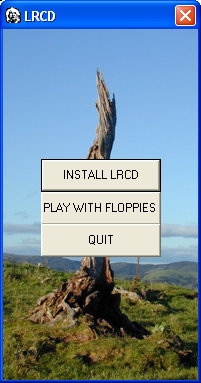 LRCD
INSTALL LRCD
PLAY WITH FLOPPIES
QUIT